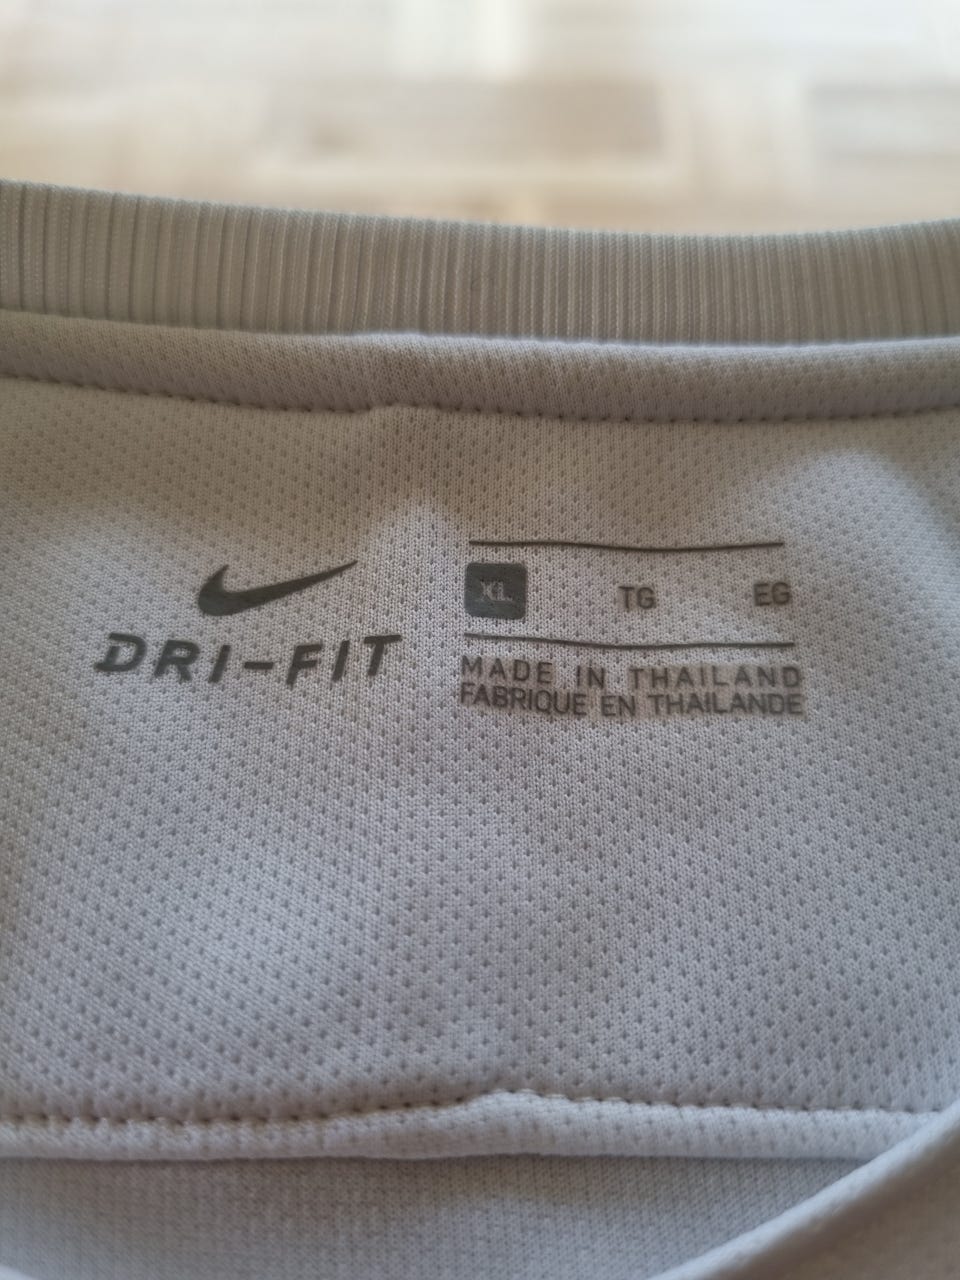 DRI-FIT
XL TG EG
MADE IN THAILAND
FABRIQUE EN THAILANDE